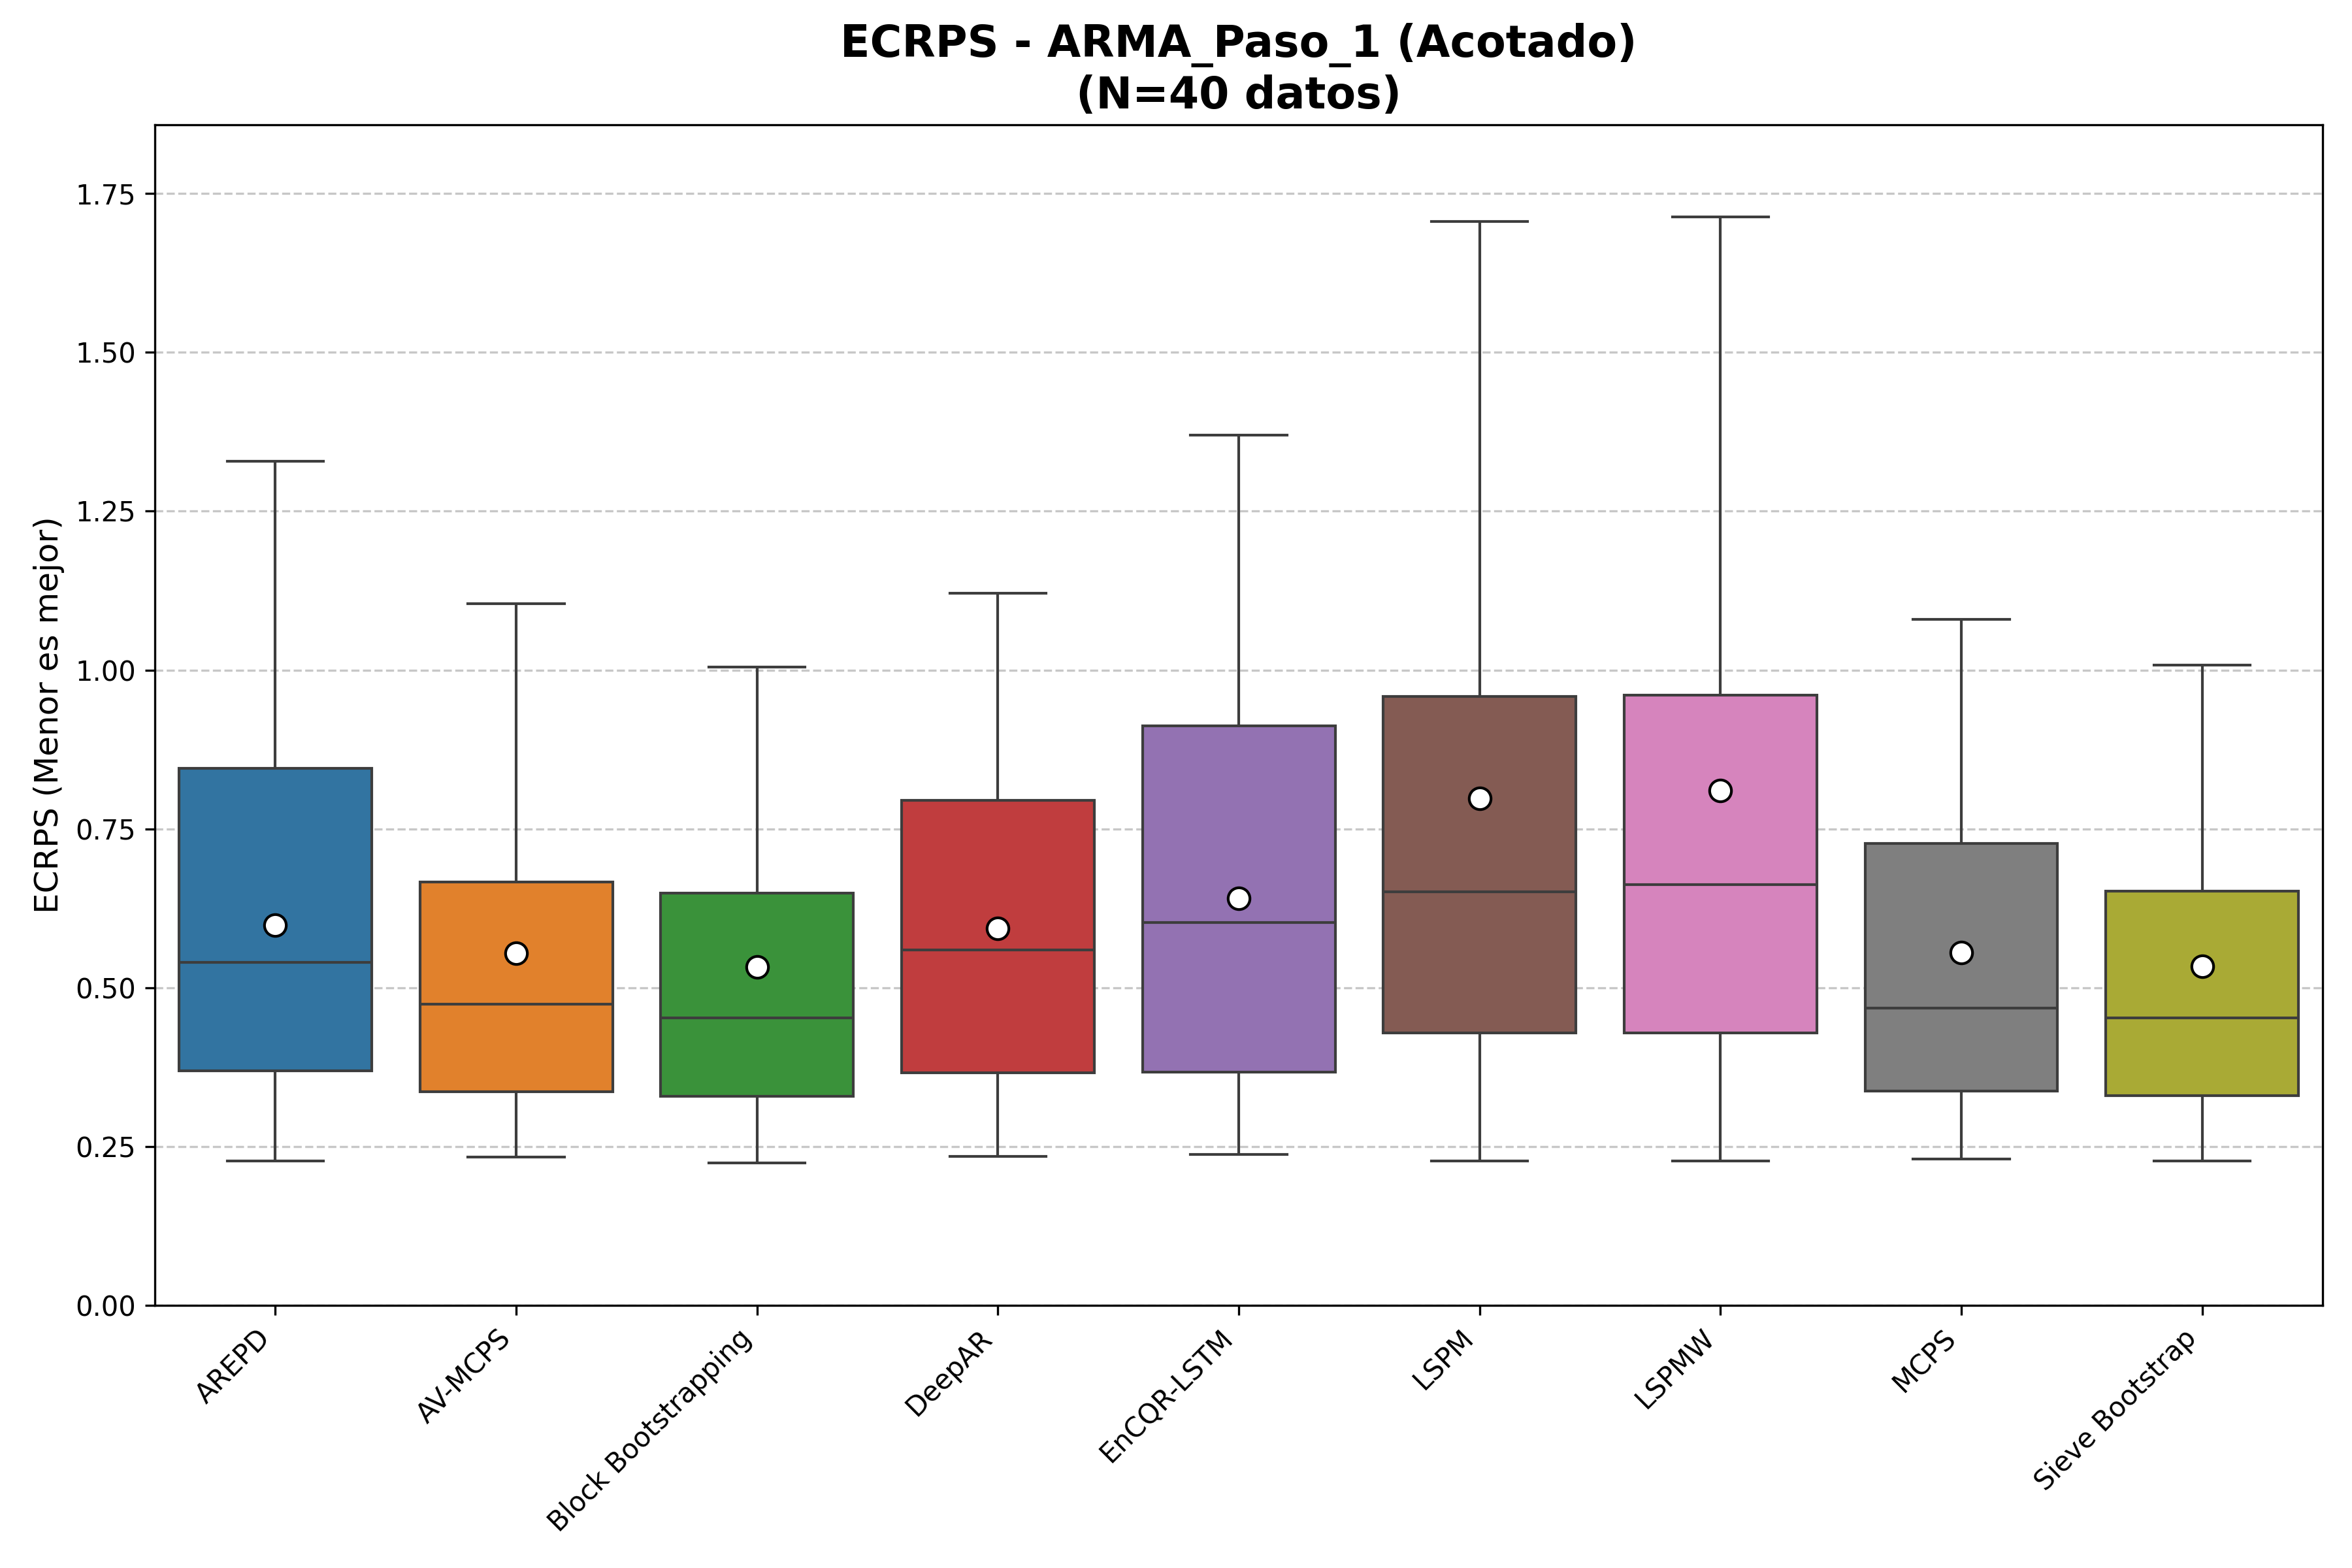 ECRPS - ARMA_Paso_1 (Acotado)
(N=40 datos)
ECRPS (Menor es mejor)
1.75
1.50
1.25
1.00
0.75
0.50
0.25
0.00
AREPD
AV-MCPS
Block Bootstrapping
DeepAR
EnCQR-LSTM
LSPM
LSPMW
MCPS
Sieve Bootstrap